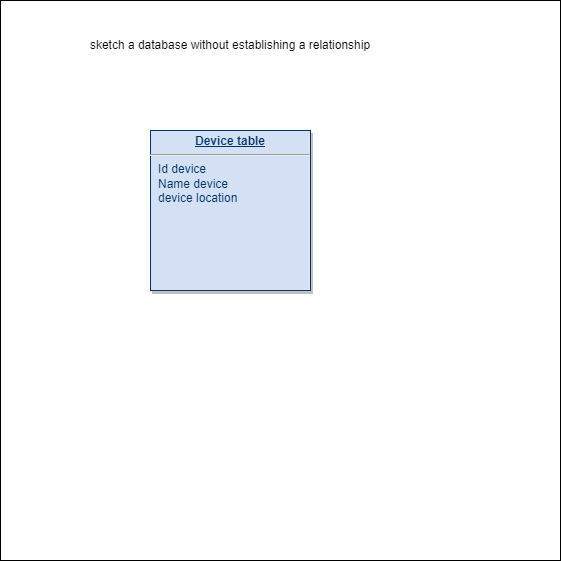 sketch a database without establishing a relationship
Device table
Id device
Name device
device location